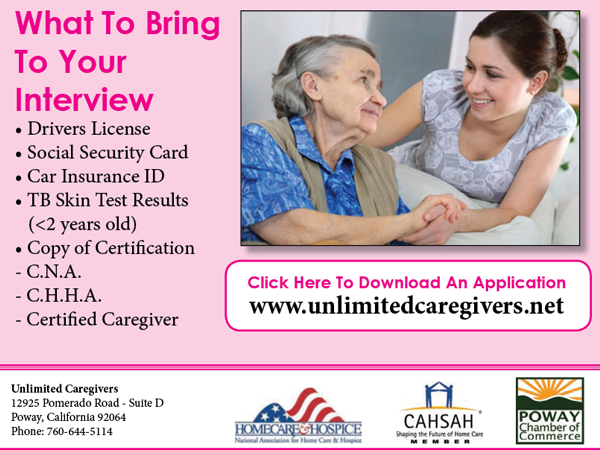 What To Bring
To Your
Interview
• Drivers License
• Social Security Card
• Car Insurance ID
• TB Skin Test Results
(<2 years old)
• Copy of Certification
- C.N.A.
- C.H.H.A.
- Certified Caregiver
Click Here To Download An Application
www.unlimitedcaregivers.net
Unlimited Caregivers
12925 Pomerado Road - Suite D
Poway, California 92064
Phone: 760-644-5114
HOMECARE&HOSPICE
National Association for Home Care & Hospice
CAHSAH®
Shaping the Future of Home Care
MEMBER
POWAY
Chamber of
Commerce